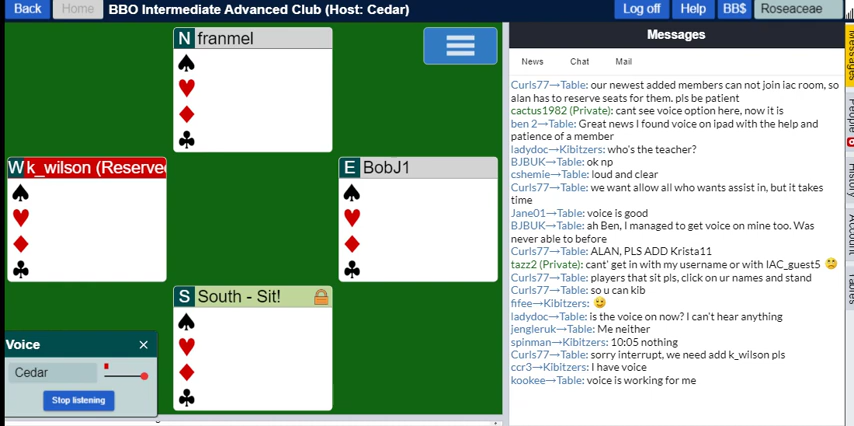 Back Home BBO Intermediate Advanced Club (Host: Cedar) Log off Help BB$ Roseaceae
N franmel
W k_wilson (Reserved
E BobJ1
S South - Sit!
Voice
Cedar
Stop listening
Messages
News Chat Mail
Curls77→Table: our newest added members can not join iac room, so
alan has to reserve seats for them. pls be patient
cactus1982 (Private): cant see voice option here, now it is
ben 2→Table: Great news I found voice on ipad with the help and
patience of a member
ladydoc→Kibitzers: who's the teacher?
BJBUK→Table: ok np
cshemie→Table: loud and clear
Curls77→Table: we want allow all who wants assist in, but it takes
time
Jane01→Table: voice is good
BJBUK→Table: ah Ben, I managed to get voice on mine too. Was
never able to before
Curls77→Table: ALAN, PLS ADD Krista11
tazz2 (Private): cant' get in with my username or with IAC_guest5
Curls77→Table: players that sit pls, click on ur names and stand
Curls77→Table: so u can kib
fifee→Kibitzers:
ladydoc→Table: is the voice on now? I can't hear anything
jengleruk→Table: Me neither
spinman→Kibitzers: 10:05 nothing
Curls77→Table: sorry interrupt, we need add k_wilson pls
ccr3→Kibitzers: I have voice
kookee→Table: voice is working for me
Messages
People
History
Account
Tables